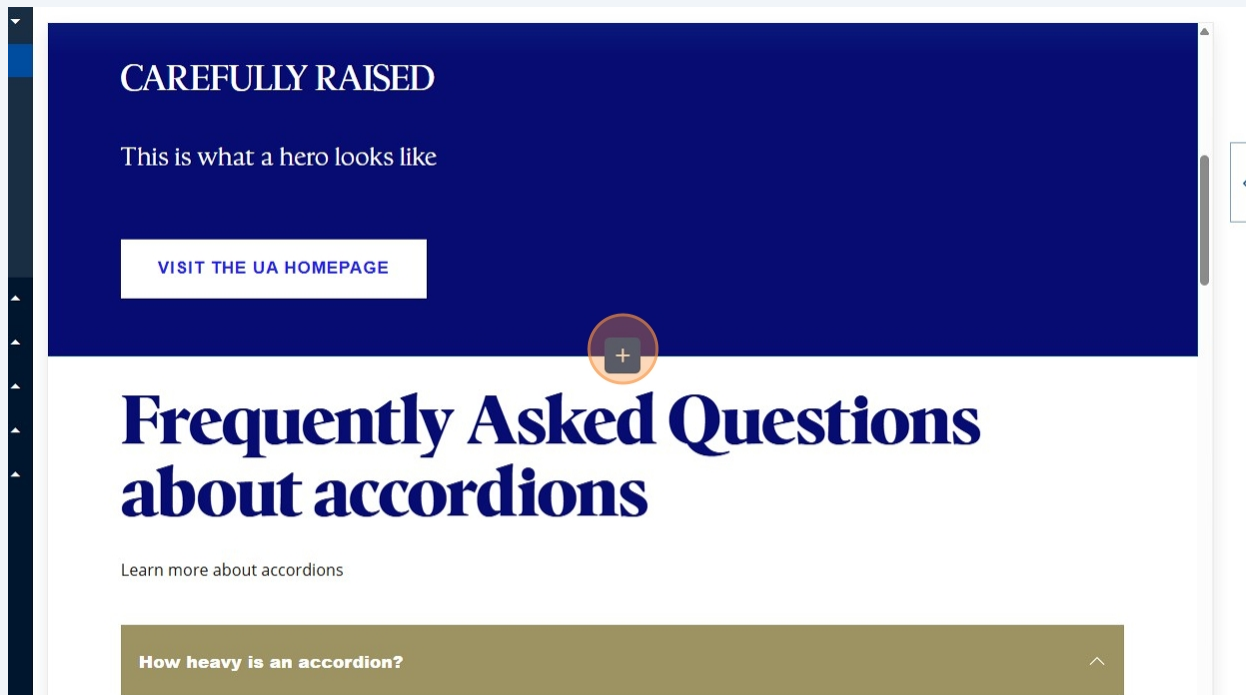 CAREFULLY RAISED
This is what a hero looks like
VISIT THE UA HOMEPAGE
+
Frequently Asked Questions
about accordions
Learn more about accordions
How heavy is an accordion?